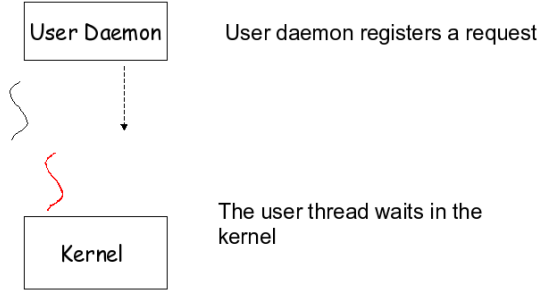 User Daemon
User daemon registers a request
The user thread waits in the
kernel
Kernel